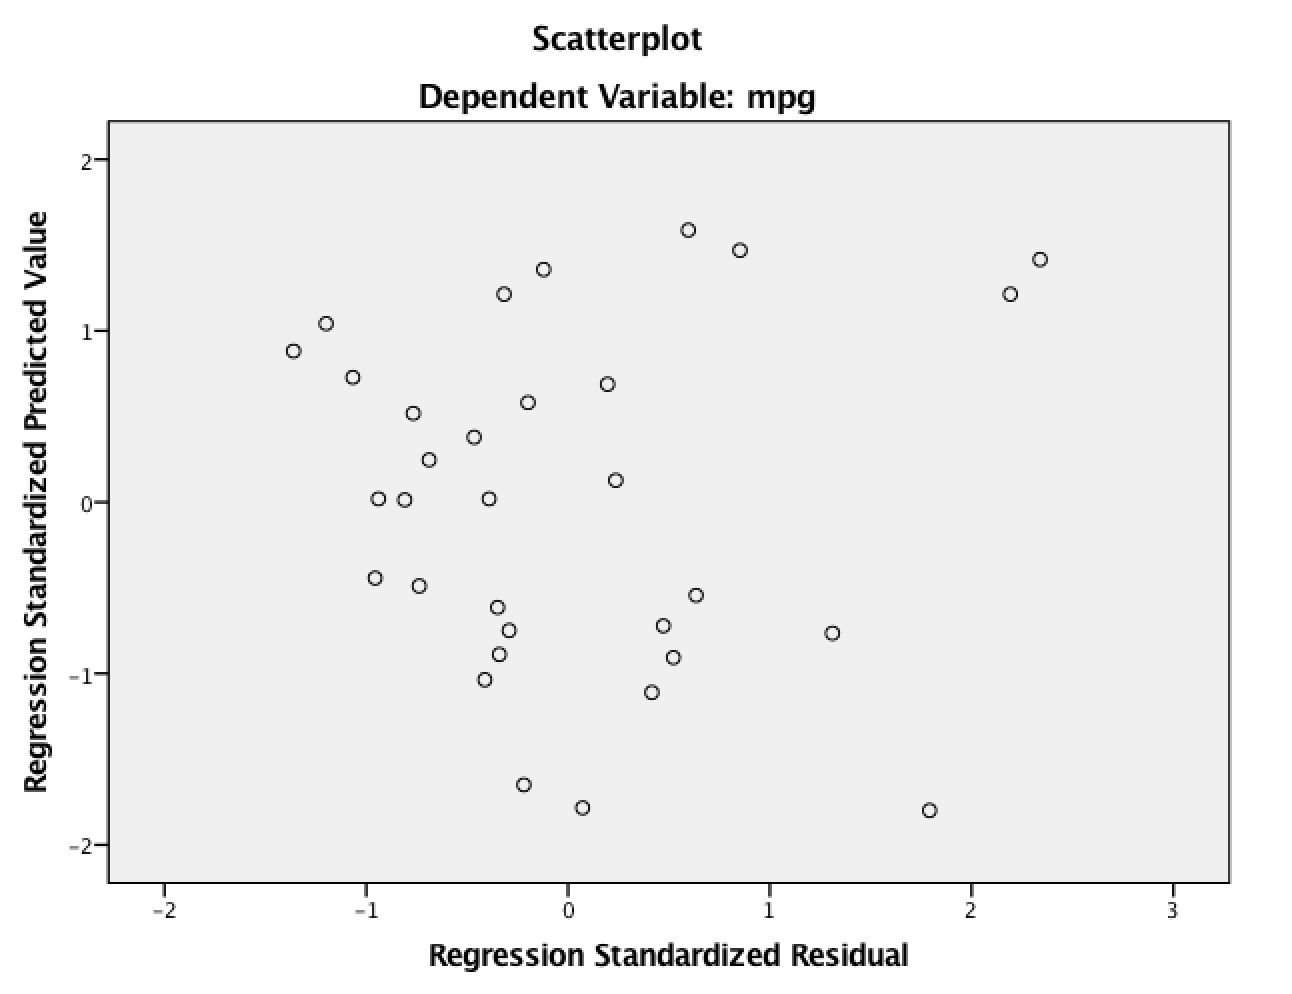 Scatterplot
Dependent Variable: mpg
Regression Standardized Predicted Value
2
1
0
−1
−2
−2 −1 0 1 2 3
Regression Standardized Residual